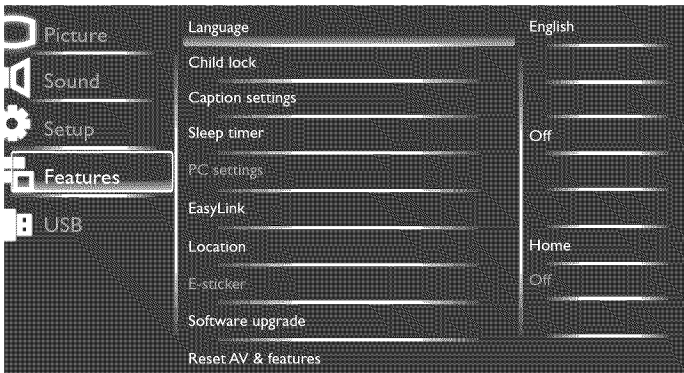 Picture
Sound
Setup
Features
USB
Language
Child lock
Caption settings
Sleep timer
PC settings
EasyLink
Location
E-sticker
Software upgrade
Reset AV & features
English
Off
Home
Off